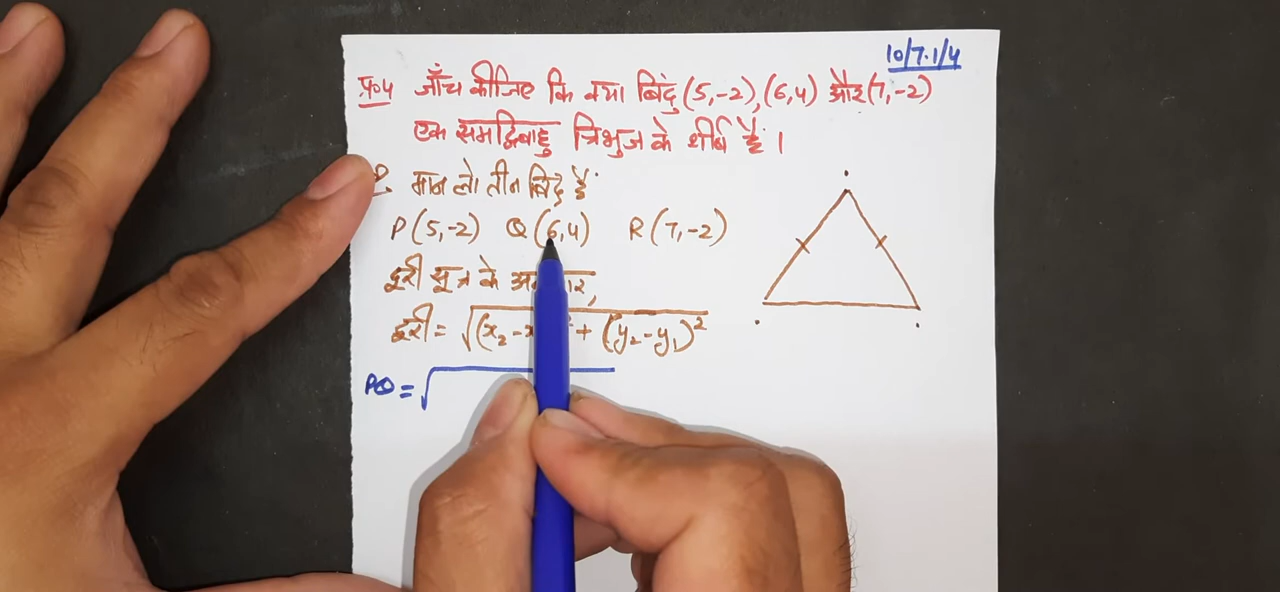 10/7.1/4
प्र०4 जाँच कीजिए कि क्या बिंदु (5,-2), (6,4) और (7,-2)
एक समद्विबाहु त्रिभुज के शीर्ष हैं ।
मान लो तीन बिंदु हैं
P(5,-2) Q(6,4) R(7,-2)
दूरी सूत्र के
दूरी = √(x₂-x + (y₂-y₁)²
PQ = √